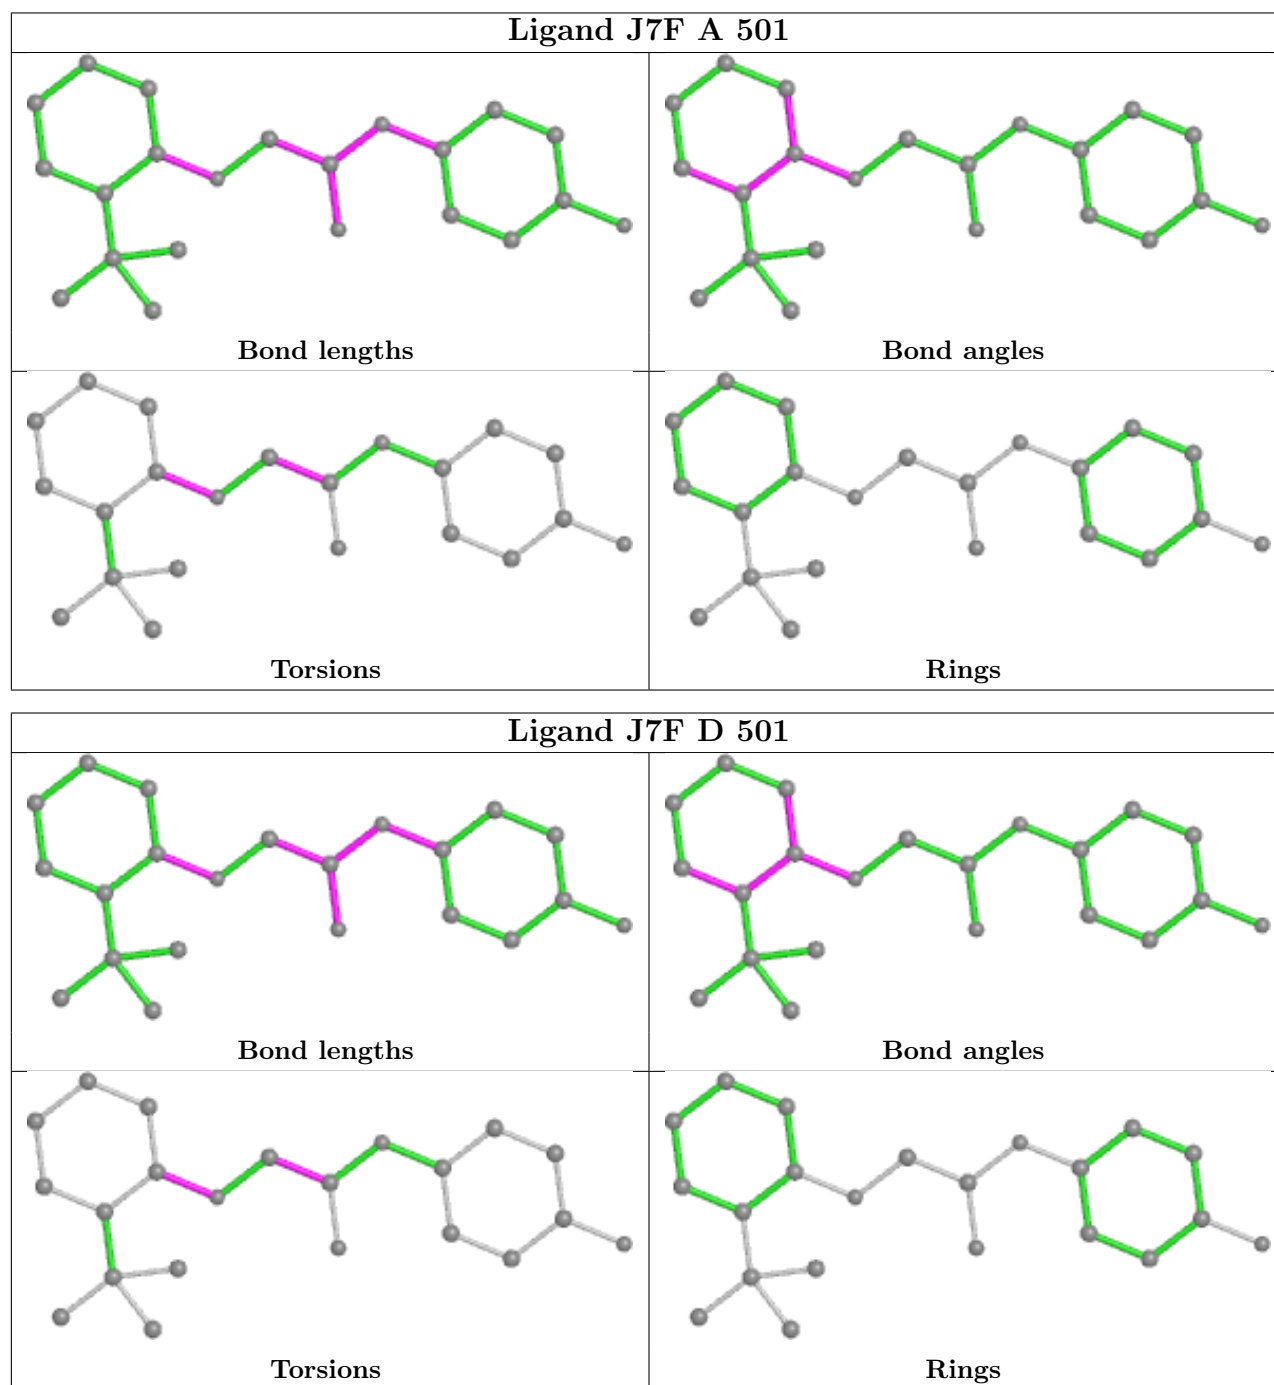 Ligand J7F A 501
Bond lengths
Bond angles
Torsions
Rings
Ligand J7F D 501
Bond lengths
Bond angles
Torsions
Rings